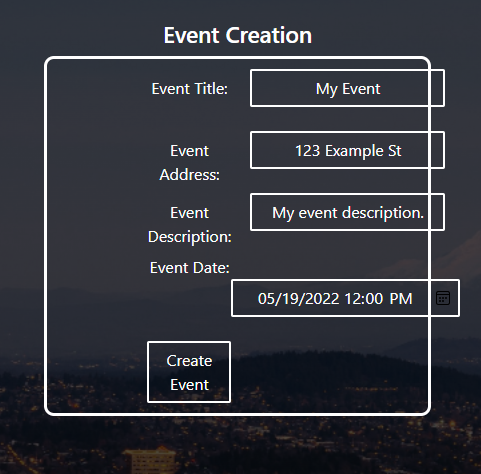 Event Creation
Event Title: My Event
Event 123 Example St
Address:
Event My event description.
Description:
Event Date:
05/19/2022 12:00 PM
Create
Event